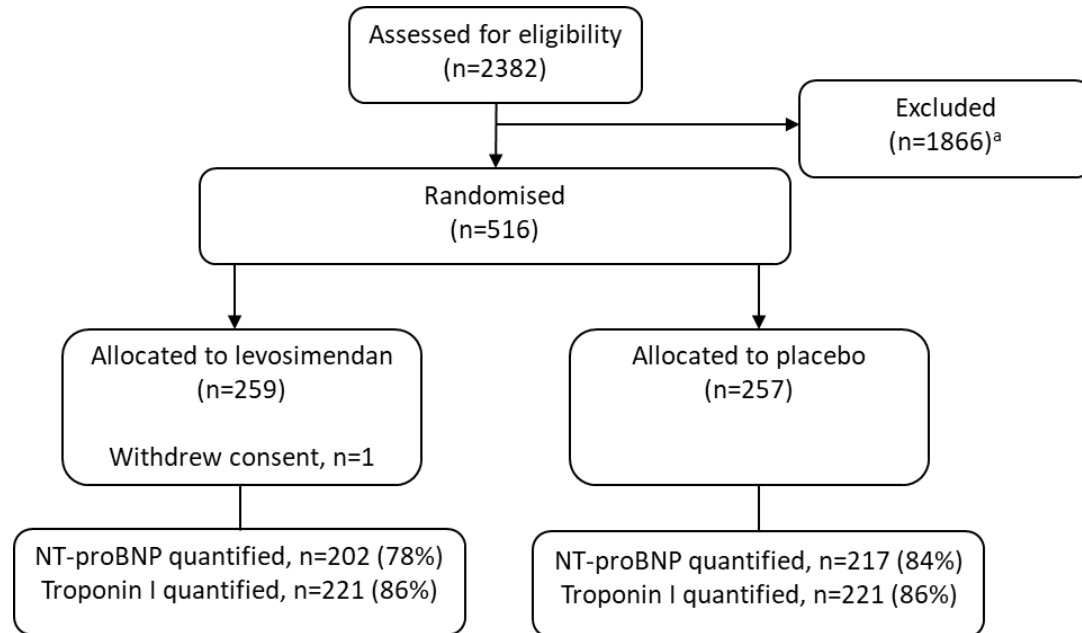 Assessed for eligibility
(n=2382)
Excluded
(n=1866)ᵃ
Randomised
(n=516)
Allocated to levosimendan
(n=259)
Withdrew consent, n=1
Allocated to placebo
(n=257)
NT-proBNP quantified, n=202 (78%)
Troponin I quantified, n=221 (86%)
NT-proBNP quantified, n=217 (84%)
Troponin I quantified, n=221 (86%)